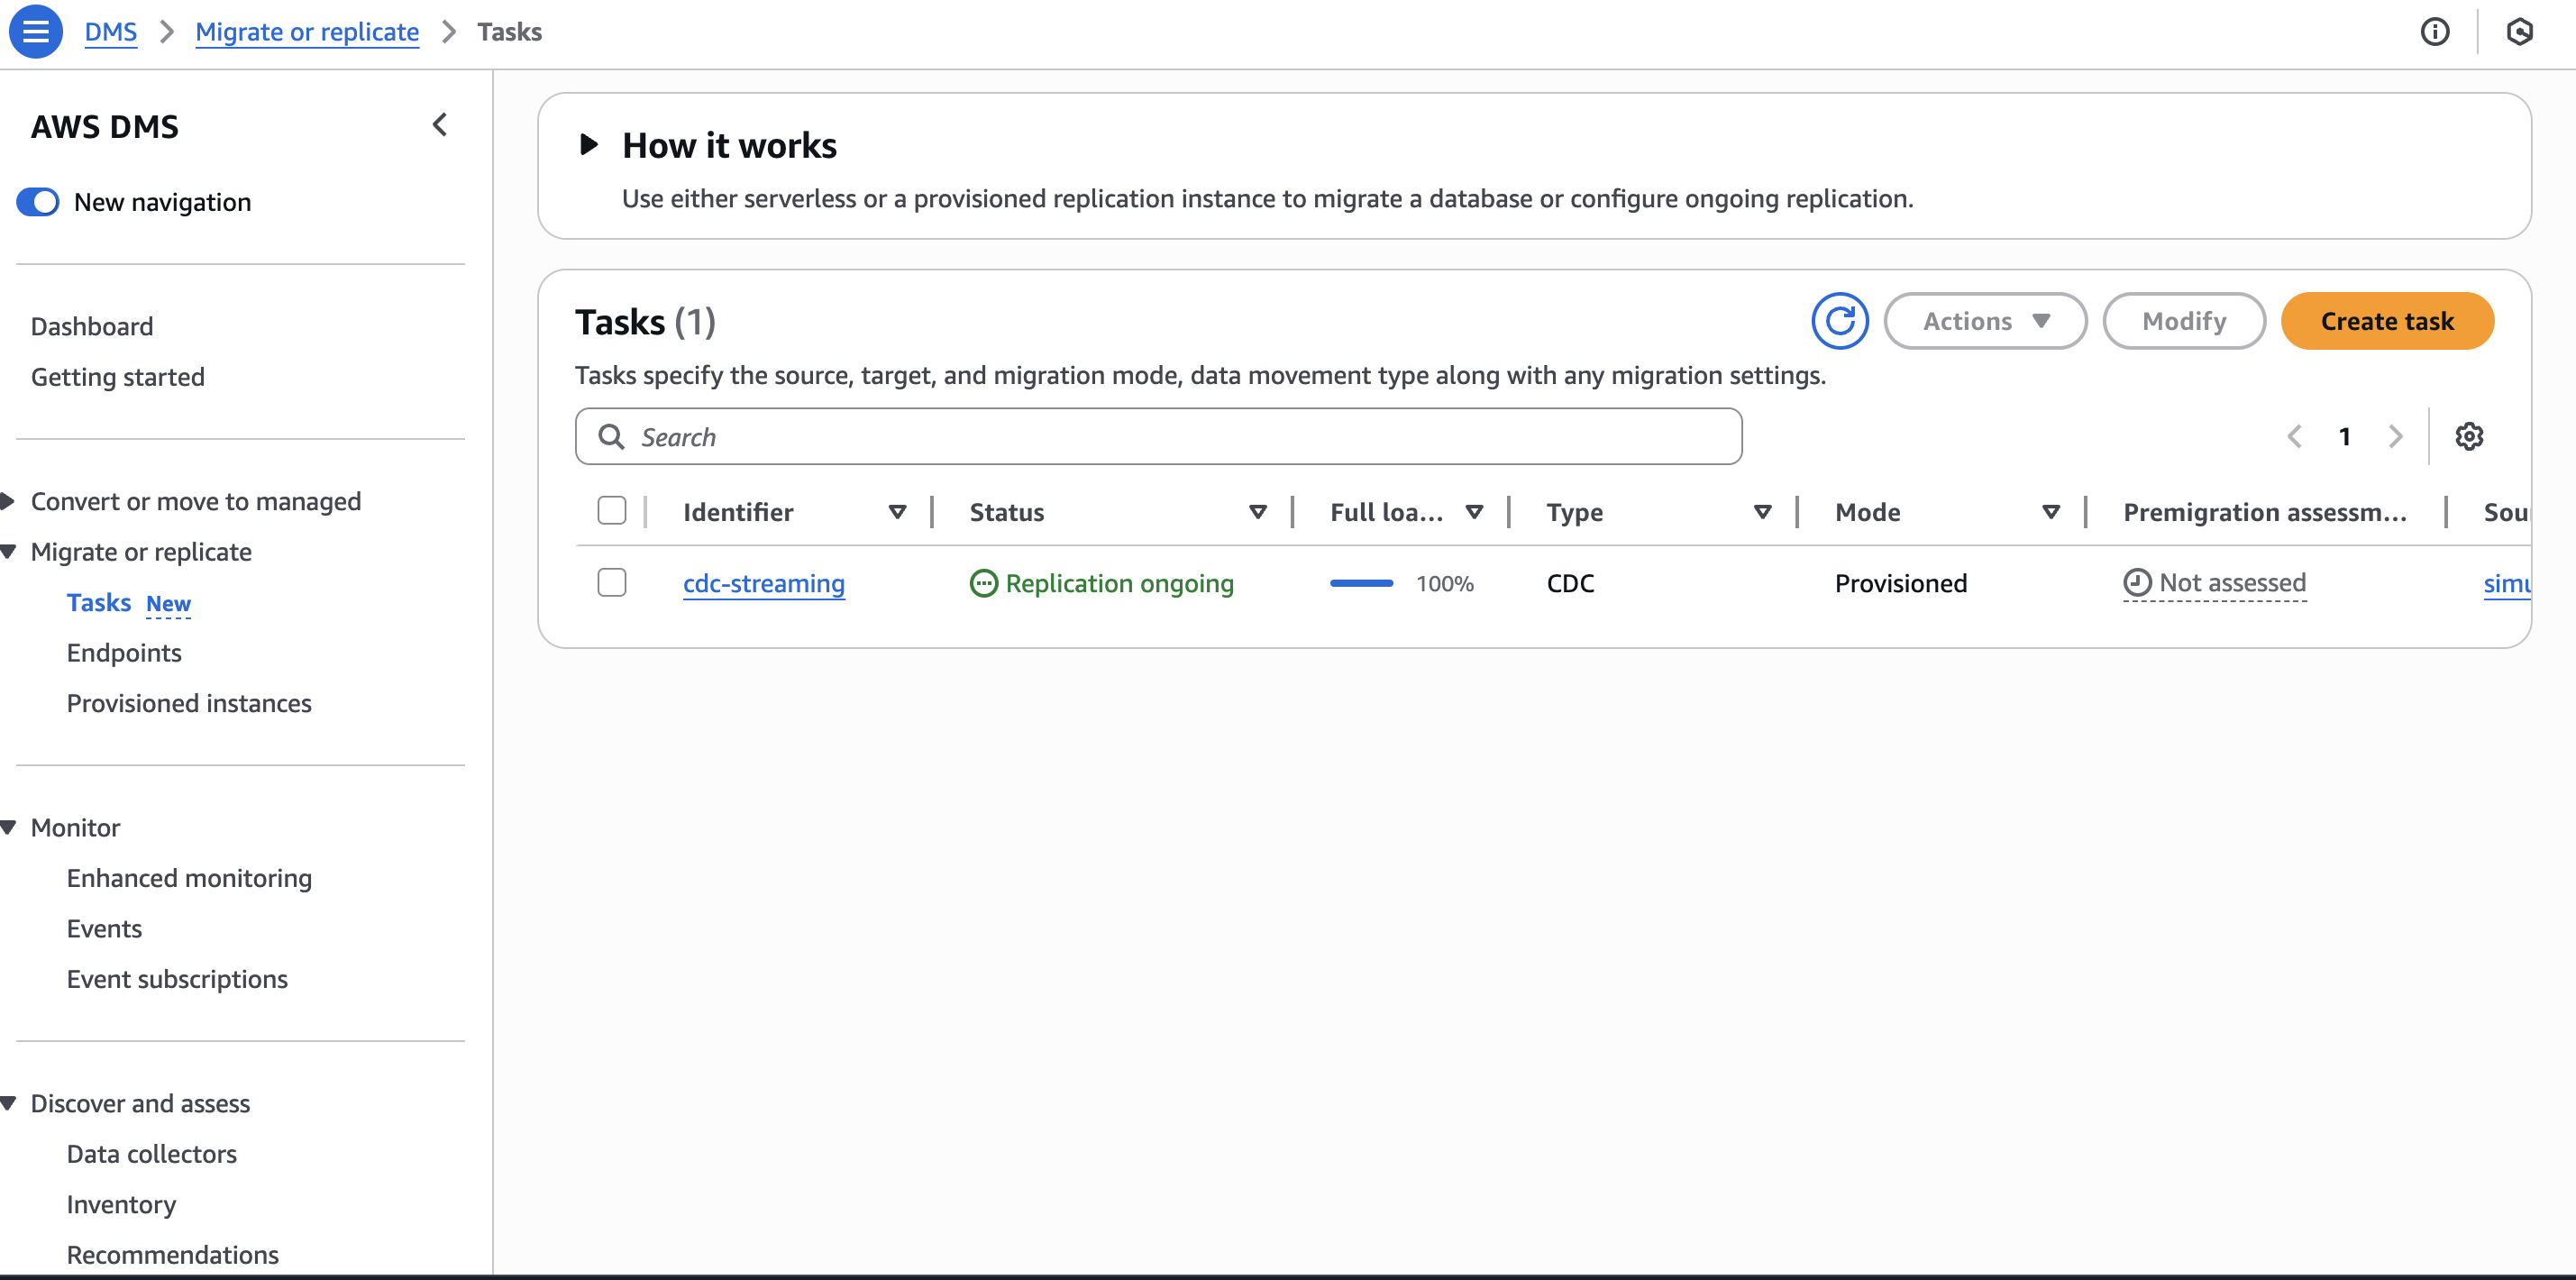 DMS > Migrate or replicate > Tasks
AWS DMS
New navigation
Dashboard
Getting started
Convert or move to managed
Migrate or replicate
Tasks New
Endpoints
Provisioned instances
Monitor
Enhanced monitoring
Events
Event subscriptions
Discover and assess
Data collectors
Inventory
Recommendations
How it works
Use either serverless or a provisioned replication instance to migrate a database or configure ongoing replication.
Tasks (1)
Actions
Modify
Create task
Tasks specify the source, target, and migration mode, data movement type along with any migration settings.
Search
1
Identifier Status Full loa... Type Mode Premigration assessm... Sou
cdc-streaming Replication ongoing 100% CDC Provisioned Not assessed simu